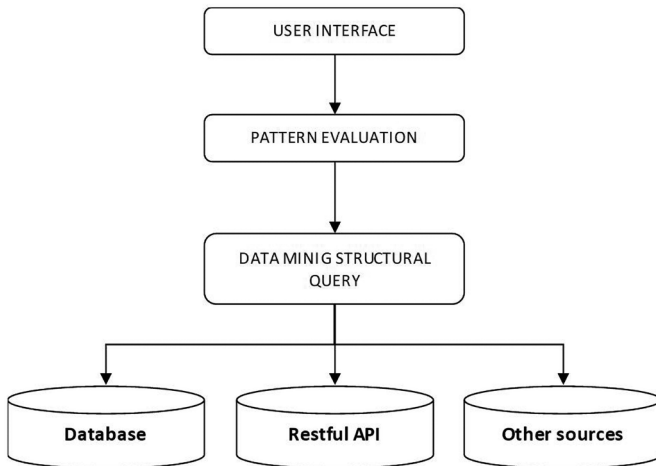 USER INTERFACE
PATTERN EVALUATION
DATA MINIG STRUCTURAL
QUERY
Database
Restful API
Other sources